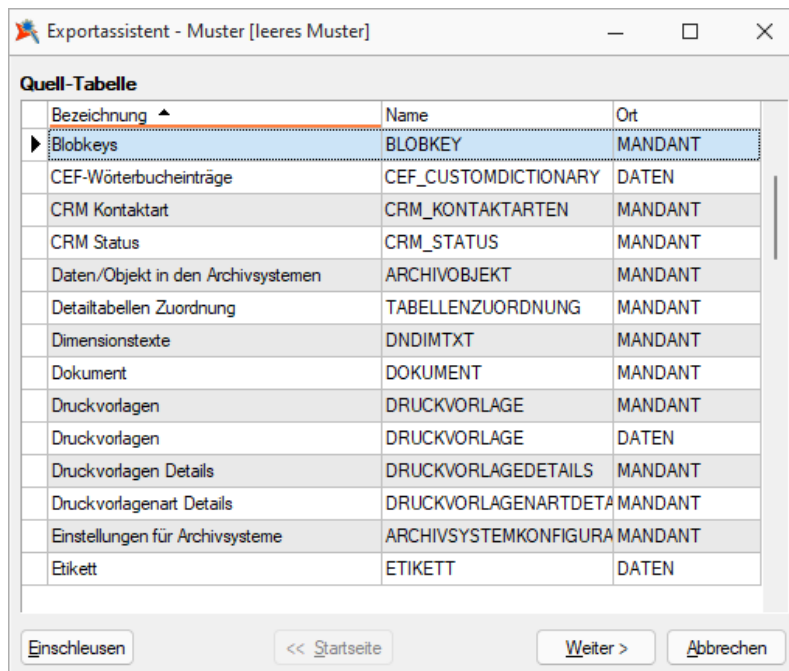 Exportassistent - Muster [leeres Muster]
Quell-Tabelle
Bezeichnung Name Ort
Blobkeys BLOBKEY MANDANT
CEF-Wörterbucheinträge CEF_CUSTOMDICTIONARY DATEN
CRM Kontaktart CRM_KONTAKTARTEN MANDANT
CRM Status CRM_STATUS MANDANT
Daten/Objekt in den Archivsystemen ARCHIVOBJEKT MANDANT
Detailtabellen Zuordnung TABELLENZUORDNUNG MANDANT
Dimensionstexte DNDIMTXT MANDANT
Dokument DOKUMENT MANDANT
Druckvorlagen DRUCKVORLAGE MANDANT
Druckvorlagen DRUCKVORLAGE DATEN
Druckvorlagen Details DRUCKVORLAGEDETAILS MANDANT
Druckvorlagenart Details DRUCKVORLAGENARTDETA MANDANT
Einstellungen für Archivsysteme ARCHIVSYSTEMKONFIGURA MANDANT
Etikett ETIKETT DATEN
Einschleusen << Startseite Weiter > Abbrechen